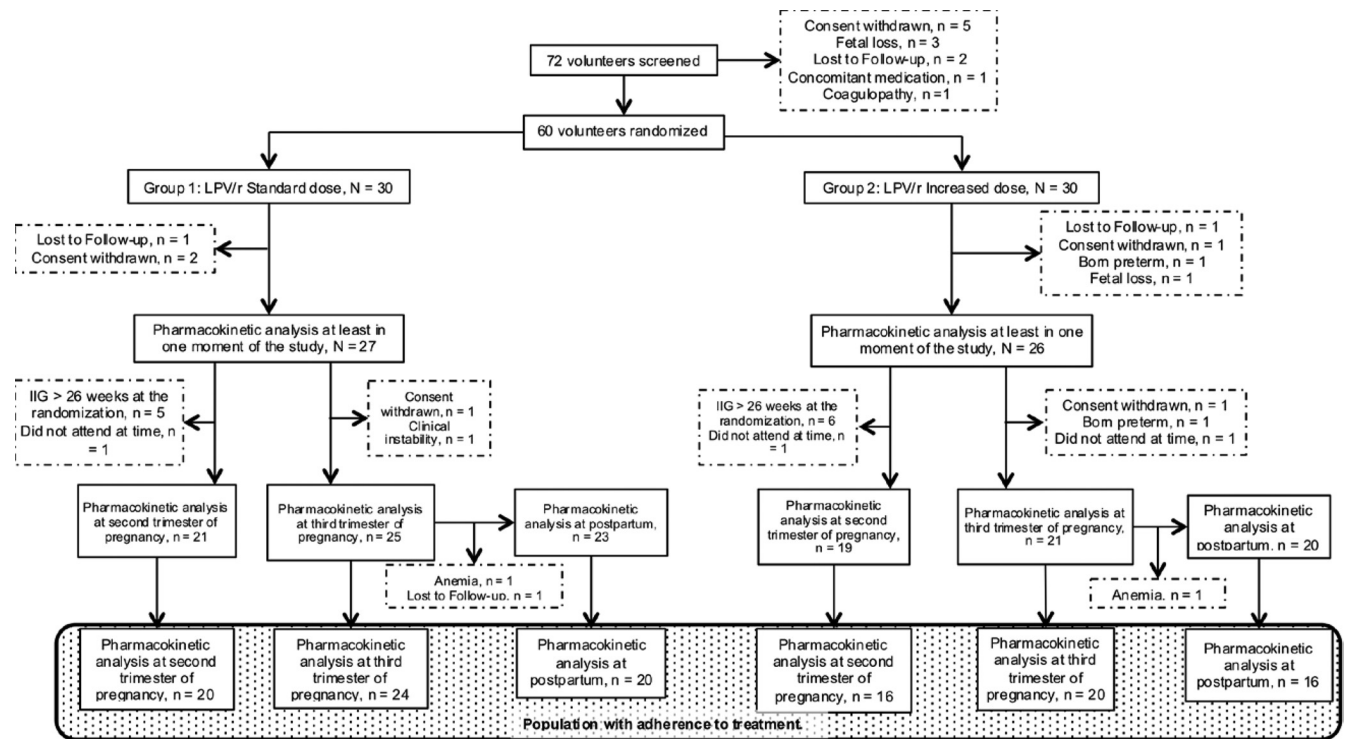 Consent withdrawn, n = 5
Fetal loss, n = 3
Lost to Follow-up, n = 2
Concomitant medication, n = 1
Coagulopathy, n =1
72 volunteers screened
60 volunteers randomized
Group 1: LPV/r Standard dose, N = 30
Group 2: LPV/r Increased dose, N = 30
Lost to Follow-up, n = 1
Consent withdrawn, n = 2
Lost to Follow-up, n = 1
Consent withdrawn, n = 1
Born preterm, n = 1
Fetal loss, n = 1
Pharmacokinetic analysis at least in
one moment of the study, N = 27
Pharmacokinetic analysis at least in
one moment of the study, N = 26
IIG > 26 weeks at the
randomization, n = 5
Did not attend at time, n
= 1
Consent
withdrawn, n = 1
Clinical
instability, n = 1
IIG > 26 weeks at the
randomization, n = 6
Did not attend at time, n
= 1
Consent withdrawn, n = 1
Born preterm, n = 1
Did not attend at time, n = 1
Pharmacokinetic analysis
at second trimester of
pregnancy, n = 21
Pharmacokinetic analysis
at third trimester of
pregnancy, n = 25
Pharmacokinetic
analysis at postpartum,
n = 23
Pharmacokinetic
analysis at second
trimester of pregnancy,
n = 19
Pharmacokinetic analysis at
third trimester of pregnancy, n =
21
Pharmacokinetic
analysis at
postpartum, n = 20
Anemia, n = 1
Lost to Follow-up, n = 1
Anemia, n = 1
Pharmacokinetic
analysis at second
trimester of
pregnancy, n = 20
Pharmacokinetic
analysis at third
trimester of
pregnancy, n = 24
Pharmacokinetic
analysis at
postpartum, n = 20
Pharmacokinetic
analysis at second
trimester of
pregnancy, n = 16
Pharmacokinetic
analysis at third
trimester of
pregnancy, n = 20
Pharmacokinetic
analysis at
postpartum, n = 16
Population with adherence to treatment.